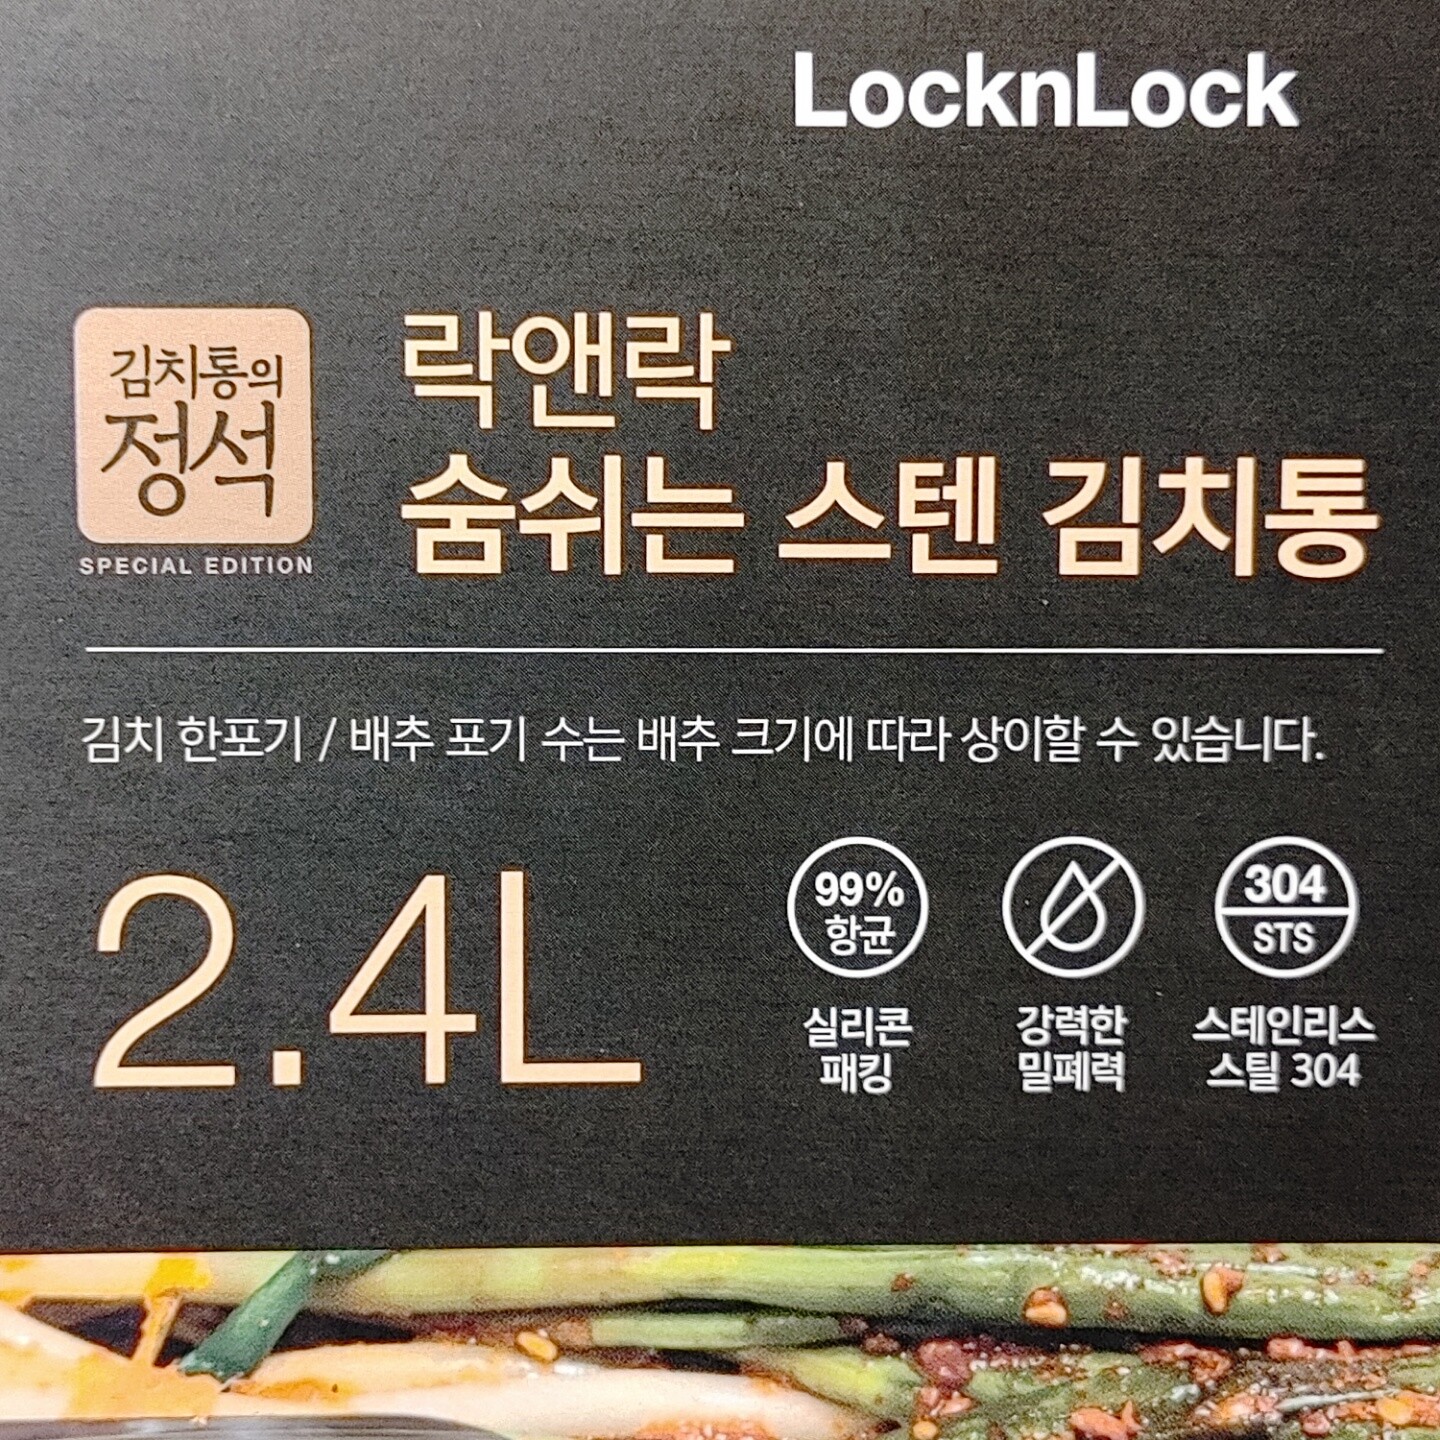 LocknLock
김치통의
정석
SPECIAL EDITION
락앤락
숨쉬는 스텐 김치통
김치 한포기 / 배추 포기 수는 배추 크기에 따라 상이할 수 있습니다.
2.4L
99%
항균
실리콘
패킹
강력한
밀폐력
304
STS
스테인리스
스틸 304